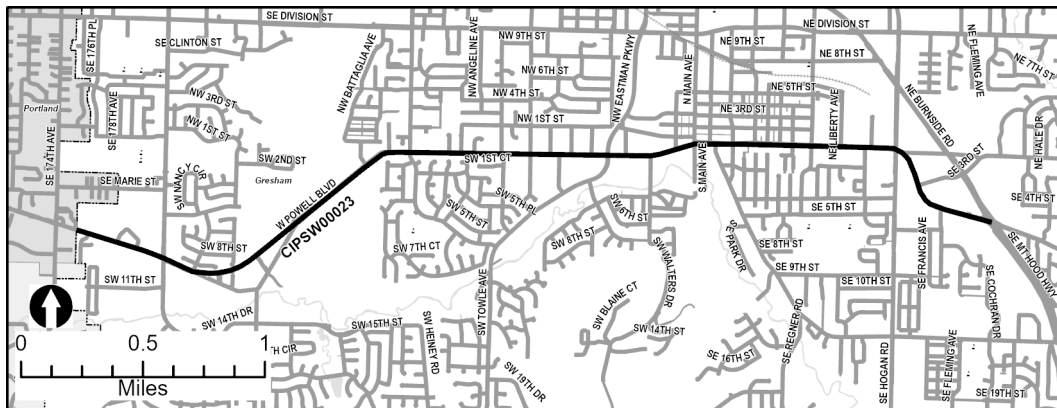 SE DIVISION ST
NE DIVISION ST
SE 176TH PL
SE CLINTON ST
NW BATTAGLIA AVE
NW ANGELINE AVE
NW 9TH ST
NW EASTMAN PKWY
N MAIN AVE
NE 9TH ST
NE 8TH ST
NE FLEMING AVE
NE 7TH ST
NW 6TH ST
NW 4TH ST
NE 5TH ST
NE LIBERTY AVE
NE BURNSIDE RD
Portland
SE 174TH AVE
SE 178TH AVE
NW 3RD ST
NW 1ST ST
NW 1ST ST
NE 3RD ST
SE 3RD ST
NE HALE DR
SW 2ND ST
Gresham
SW 1ST CT
SE MARIE ST
SW NANCY CIR
W POWELL BLVD
CIPSW00023
SW 5TH ST
SW 5TH PL
SW 6TH ST
S MAIN AVE
SE 5TH ST
SE 4TH ST
SW 8TH ST
SW 7TH CT
SW 8TH ST
SW WALTERS DR
SE PARK DR
SE 8TH ST
SE 9TH ST
SE 10TH ST
SE FRANCIS AVE
SE MT HOOD HWY
SW 11TH ST
SW TOWLE AVE
SW BLAINE CT
SE COCHRAN DR
SW 14TH DR
SW 15TH ST
SW HEINEY RD
SW 14TH ST
SE REGNER RD
SE 16TH ST
SE HOGAN RD
SE FLEMING AVE
SE 19TH ST
SW 19TH DR
TH CIR
0 0.5 1
Miles